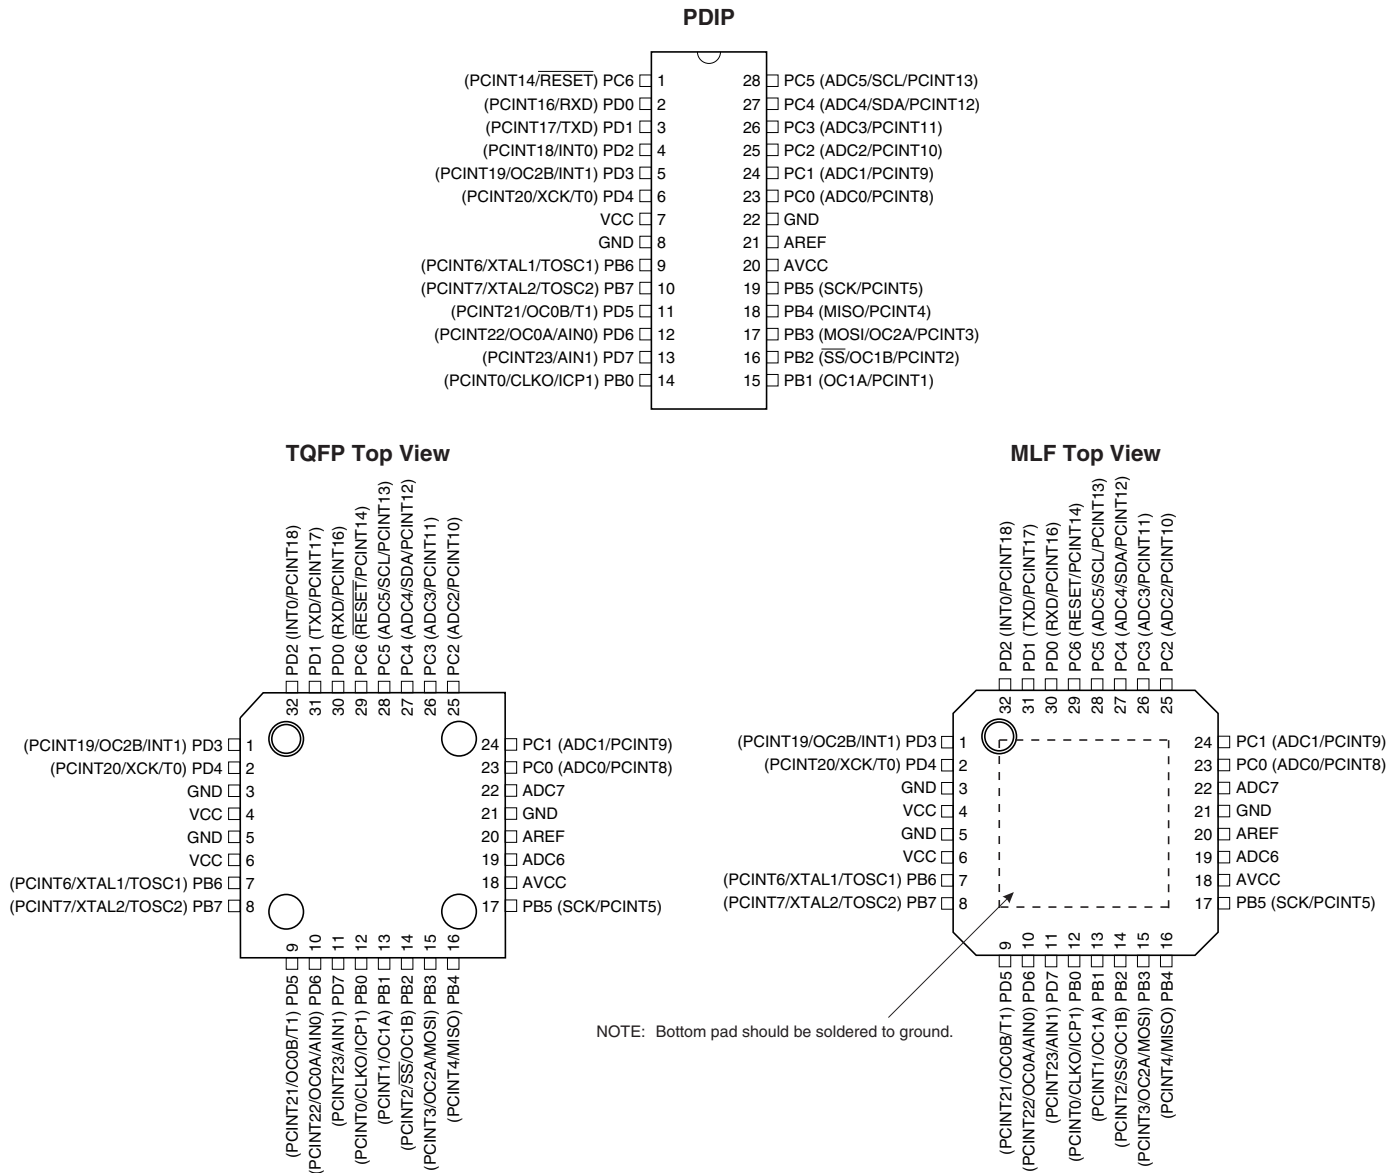 PDIP
(PCINT14/RESET) PC6 1 28 PC5 (ADC5/SCL/PCINT13)
(PCINT16/RXD) PD0 2 27 PC4 (ADC4/SDA/PCINT12)
(PCINT17/TXD) PD1 3 26 PC3 (ADC3/PCINT11)
(PCINT18/INT0) PD2 4 25 PC2 (ADC2/PCINT10)
(PCINT19/OC2B/INT1) PD3 5 24 PC1 (ADC1/PCINT9)
(PCINT20/XCK/T0) PD4 6 23 PC0 (ADC0/PCINT8)
VCC 7 22 GND
GND 8 21 AREF
(PCINT6/XTAL1/TOSC1) PB6 9 20 AVCC
(PCINT7/XTAL2/TOSC2) PB7 10 19 PB5 (SCK/PCINT5)
(PCINT21/OC0B/T1) PD5 11 18 PB4 (MISO/PCINT4)
(PCINT22/OC0A/AIN0) PD6 12 17 PB3 (MOSI/OC2A/PCINT3)
(PCINT23/AIN1) PD7 13 16 PB2 (SS/OC1B/PCINT2)
(PCINT0/CLKO/ICP1) PB0 14 15 PB1 (OC1A/PCINT1)
TQFP Top View
32 PD2 (INT0/PCINT18)
31 PD1 (TXD/PCINT17)
30 PD0 (RXD/PCINT16)
29 PC6 (RESET/PCINT14)
28 PC5 (ADC5/SCL/PCINT13)
27 PC4 (ADC4/SDA/PCINT12)
26 PC3 (ADC3/PCINT11)
25 PC2 (ADC2/PCINT10)
(PCINT19/OC2B/INT1) PD3 1 24 PC1 (ADC1/PCINT9)
(PCINT20/XCK/T0) PD4 2 23 PC0 (ADC0/PCINT8)
GND 3 22 ADC7
VCC 4 21 GND
GND 5 20 AREF
VCC 6 19 ADC6
(PCINT6/XTAL1/TOSC1) PB6 7 18 AVCC
(PCINT7/XTAL2/TOSC2) PB7 8 17 PB5 (SCK/PCINT5)
(PCINT21/OC0B/T1) PD5 9
(PCINT22/OC0A/AIN0) PD6 10
(PCINT23/AIN1) PD7 11
(PCINT0/CLKO/ICP1) PB0 12
(PCINT1/OC1A) PB1 13
(PCINT2/SS/OC1B) PB2 14
(PCINT3/OC2A/MOSI) PB3 15
(PCINT4/MISO) PB4 16
MLF Top View
32 PD2 (INT0/PCINT18)
31 PD1 (TXD/PCINT17)
30 PD0 (RXD/PCINT16)
29 PC6 (RESET/PCINT14)
28 PC5 (ADC5/SCL/PCINT13)
27 PC4 (ADC4/SDA/PCINT12)
26 PC3 (ADC3/PCINT11)
25 PC2 (ADC2/PCINT10)
(PCINT19/OC2B/INT1) PD3 1 24 PC1 (ADC1/PCINT9)
(PCINT20/XCK/T0) PD4 2 23 PC0 (ADC0/PCINT8)
GND 3 22 ADC7
VCC 4 21 GND
GND 5 20 AREF
VCC 6 19 ADC6
(PCINT6/XTAL1/TOSC1) PB6 7 18 AVCC
(PCINT7/XTAL2/TOSC2) PB7 8 17 PB5 (SCK/PCINT5)
(PCINT21/OC0B/T1) PD5 9
(PCINT22/OC0A/AIN0) PD6 10
(PCINT23/AIN1) PD7 11
(PCINT0/CLKO/ICP1) PB0 12
(PCINT1/OC1A) PB1 13
(PCINT2/SS/OC1B) PB2 14
(PCINT3/OC2A/MOSI) PB3 15
(PCINT4/MISO) PB4 16
NOTE: Bottom pad should be soldered to ground.